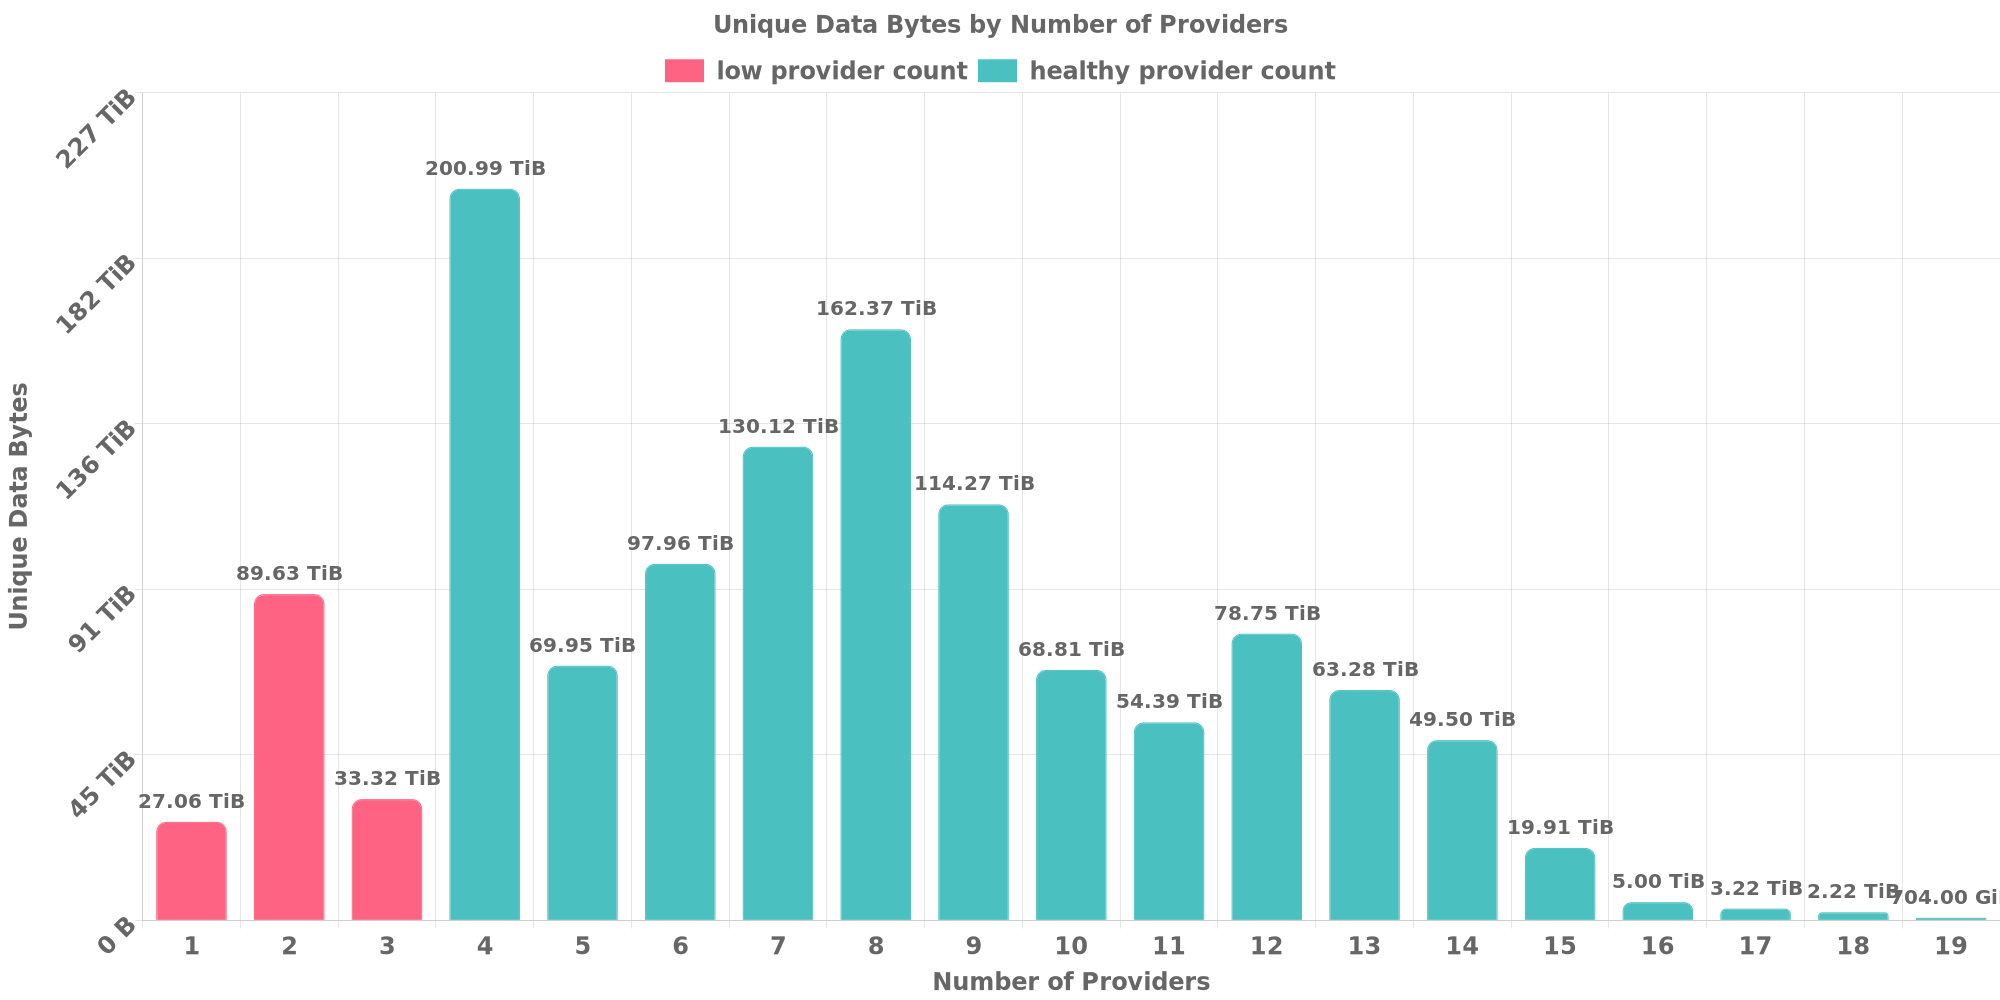 Unique Data Bytes by Number of Providers
low provider count healthy provider count
Unique Data Bytes
227 TiB
182 TiB
136 TiB
91 TiB
45 TiB
0 B
27.06 TiB
89.63 TiB
33.32 TiB
200.99 TiB
69.95 TiB
97.96 TiB
130.12 TiB
162.37 TiB
114.27 TiB
68.81 TiB
54.39 TiB
78.75 TiB
63.28 TiB
49.50 TiB
19.91 TiB
5.00 TiB
3.22 TiB
2.22 TiB
704.00
1 2 3 4 5 6 7 8 9 10 11 12 13 14 15 16 17 18 19
Number of Providers